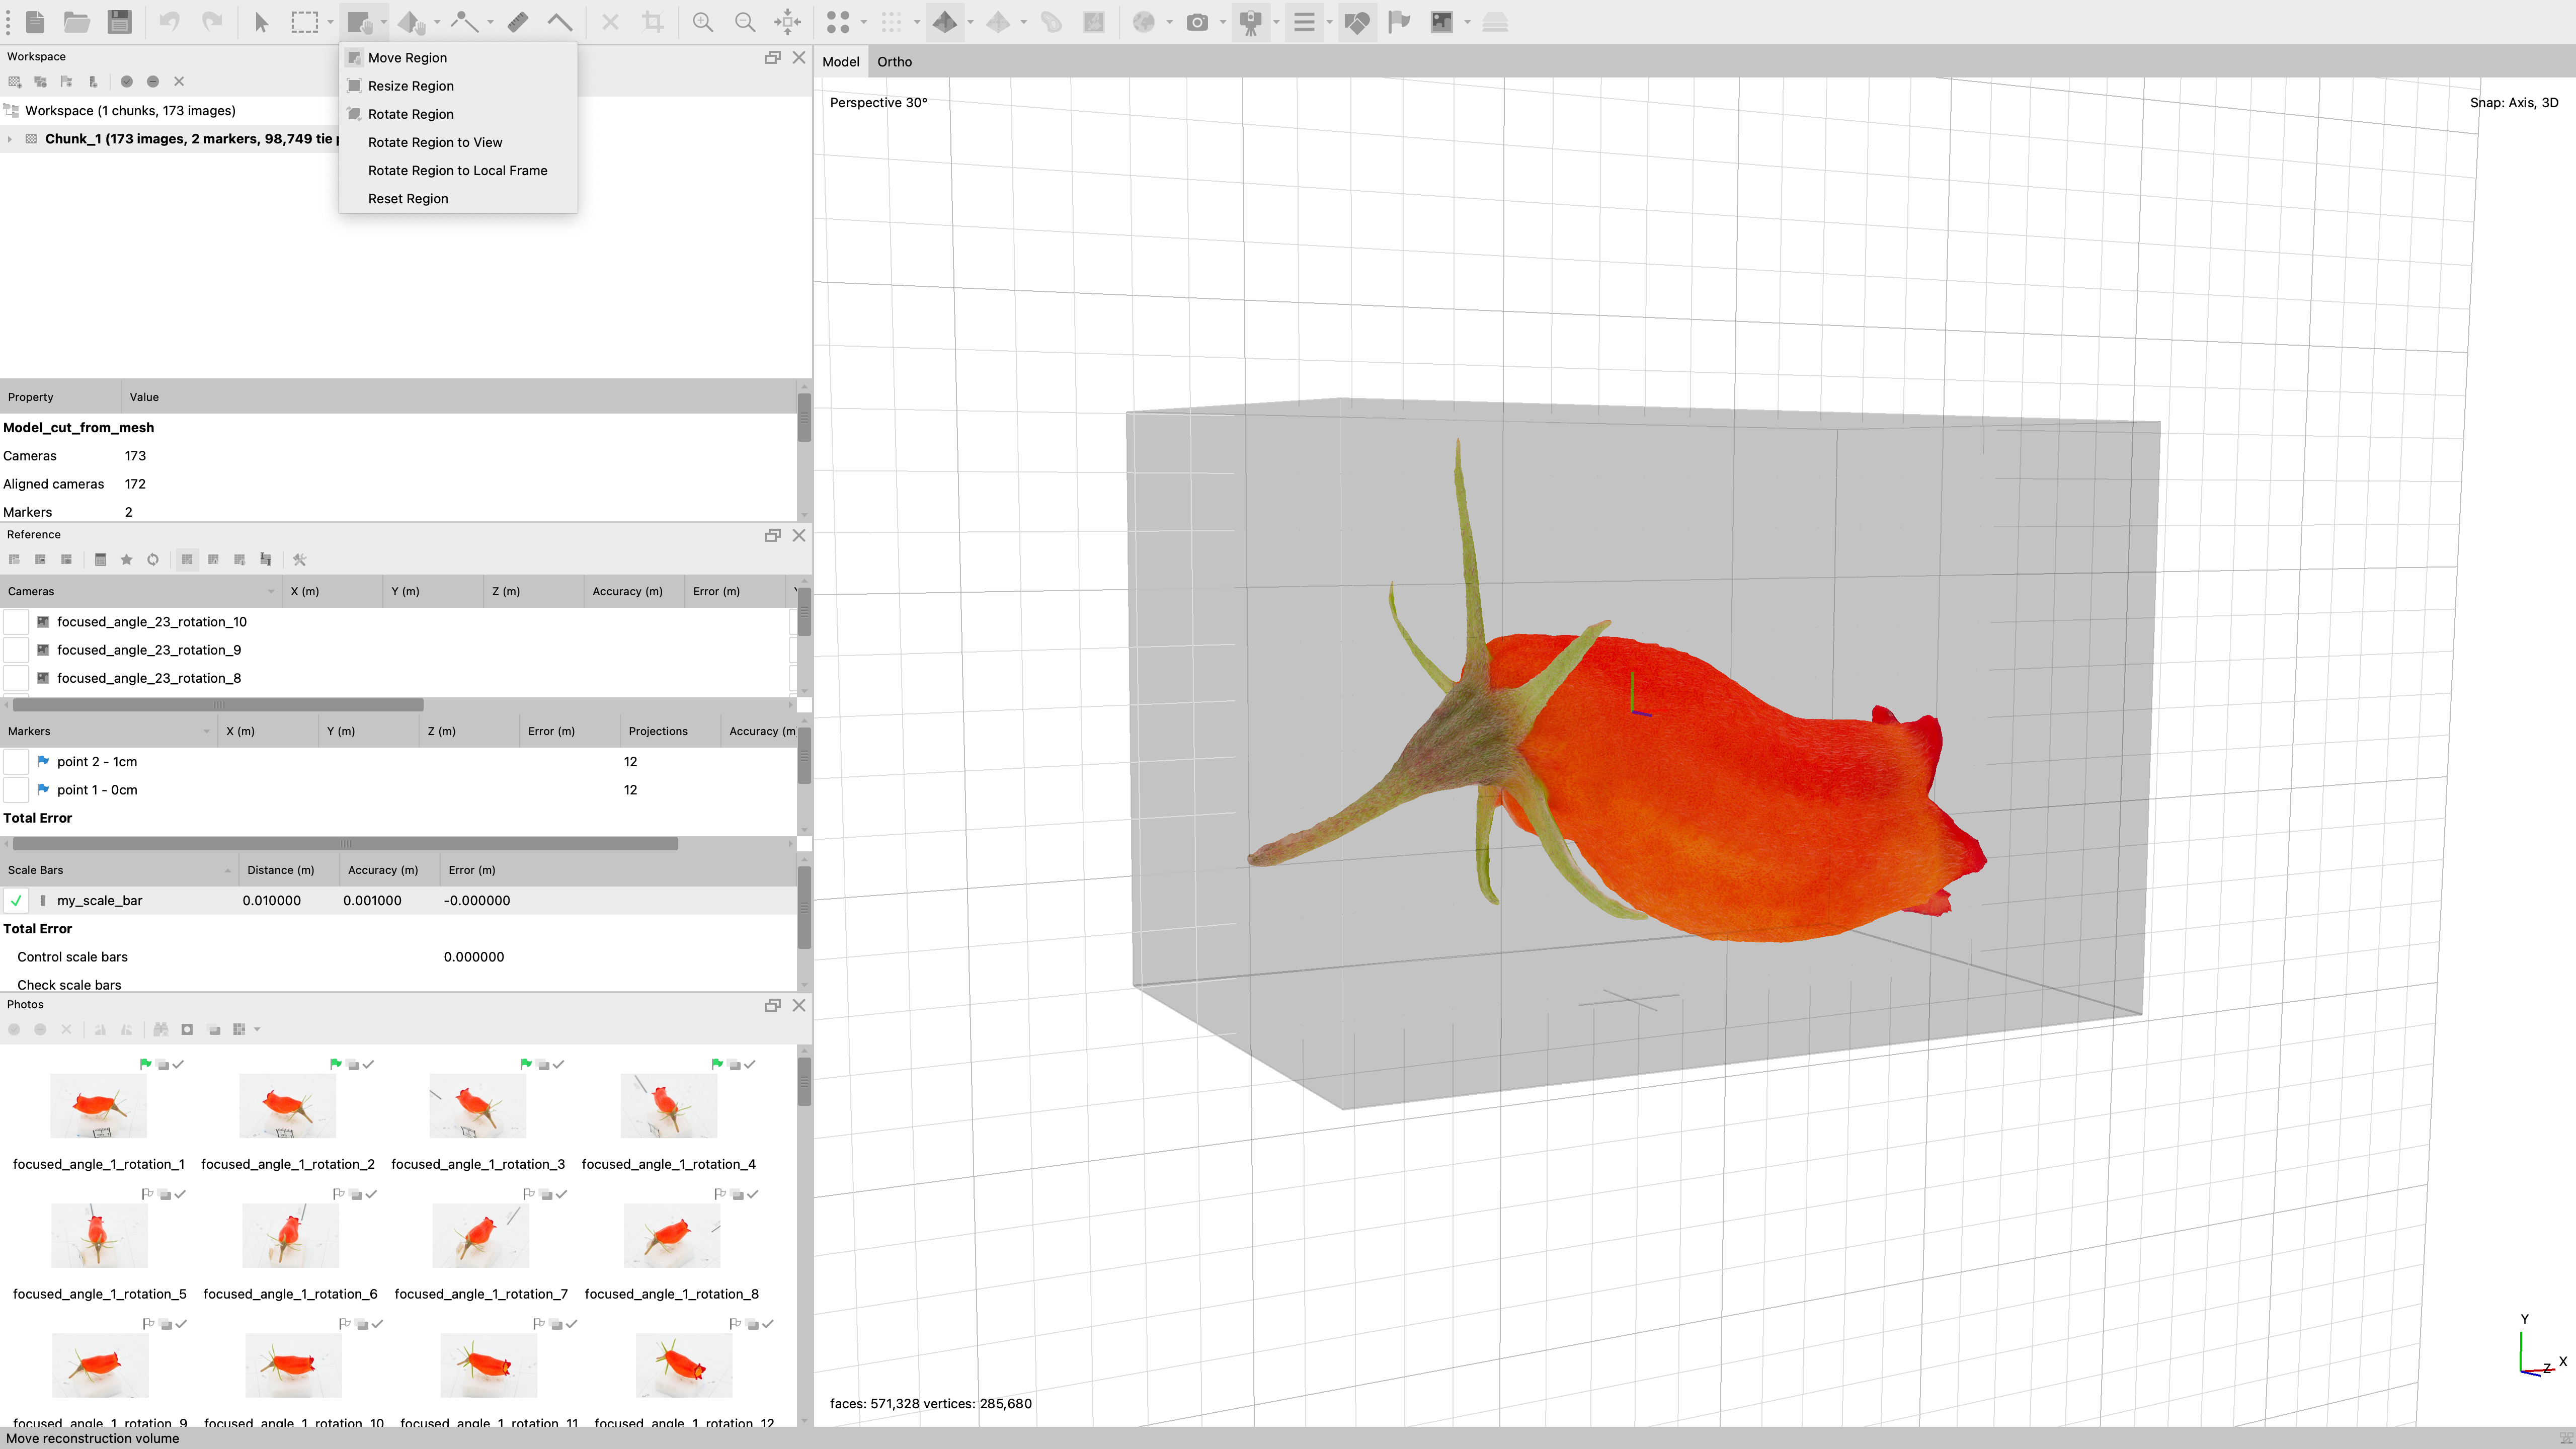 Move Region
Resize Region
Rotate Region
Rotate Region to View
Rotate Region to Local Frame
Reset Region
Workspace
Workspace (1 chunks, 173 images)
Chunk_1 (173 images, 2 markers, 98,749 tie
Property Value
Model_cut_from_mesh
Cameras 173
Aligned cameras 172
Markers 2
Reference
Cameras X (m) Y (m) Z (m) Accuracy (m) Error (m)
focused_angle_23_rotation_10
focused_angle_23_rotation_9
focused_angle_23_rotation_8
Markers X (m) Y (m) Z (m) Error (m) Projections Accuracy (m
point 2 - 1cm 12
point 1 - 0cm 12
Total Error
Scale Bars Distance (m) Accuracy (m) Error (m)
my_scale_bar 0.010000 0.001000 -0.000000
Total Error
Control scale bars 0.000000
Check scale bars
Photos
focused_angle_1_rotation_1 focused_angle_1_rotation_2 focused_angle_1_rotation_3 focused_angle_1_rotation_4
focused_angle_1_rotation_5 focused_angle_1_rotation_6 focused_angle_1_rotation_7 focused_angle_1_rotation_8
focused_angle_1_rotation_9 focused_angle_1_rotation_10 focused_angle_1_rotation_11 focused_angle_1_rotation_12
Move reconstruction volume
Model Ortho
Perspective 30°
Snap: Axis, 3D
Y
X
Z
faces: 571,328 vertices: 285,680